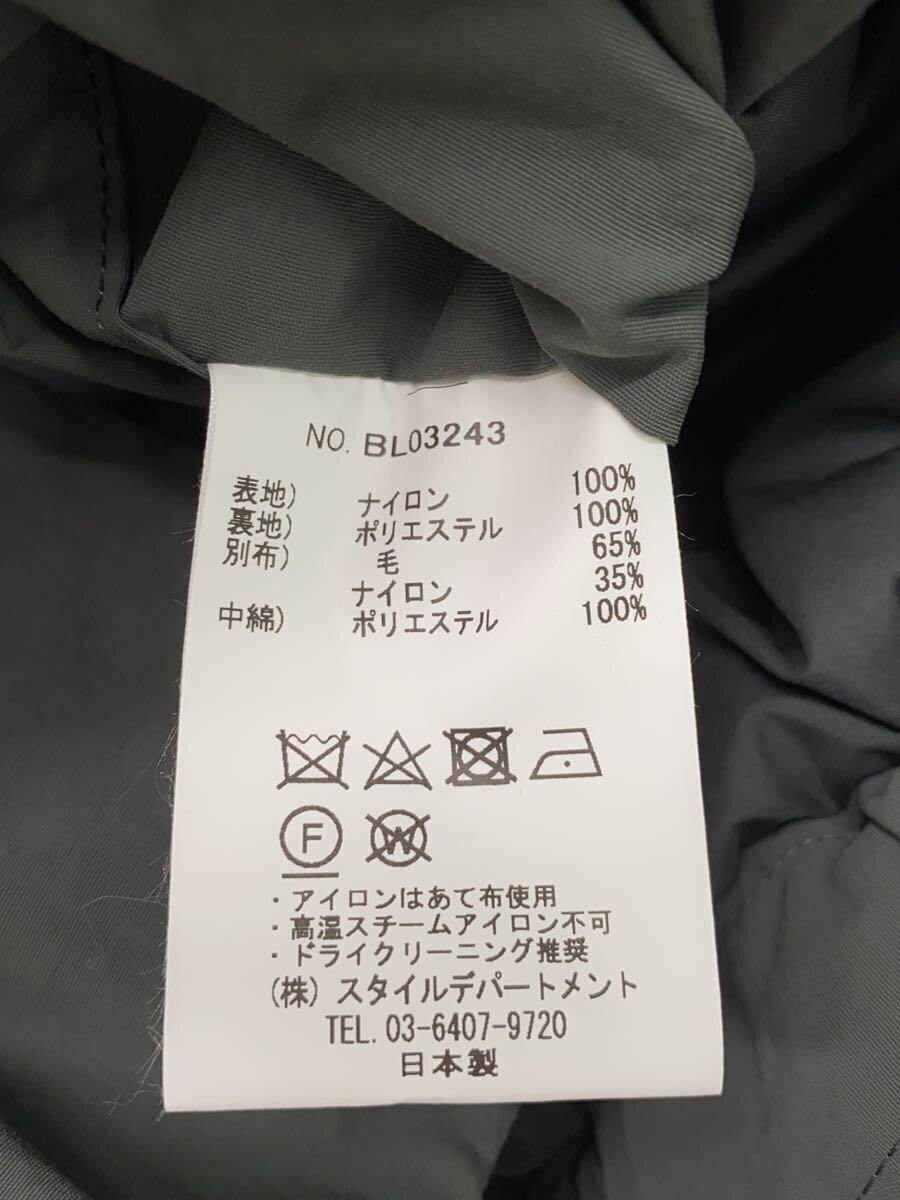 NO. BL03243
表地) ナイロン 100%
裏地) ポリエステル 100%
別布) 毛 65%
ナイロン 35%
中綿) ポリエステル 100%
F W
・アイロンはあて布使用
・高温スチームアイロン不可
・ドライクリーニング推奨
(株) スタイルデパートメント
TEL. 03-6407-9720
日本製